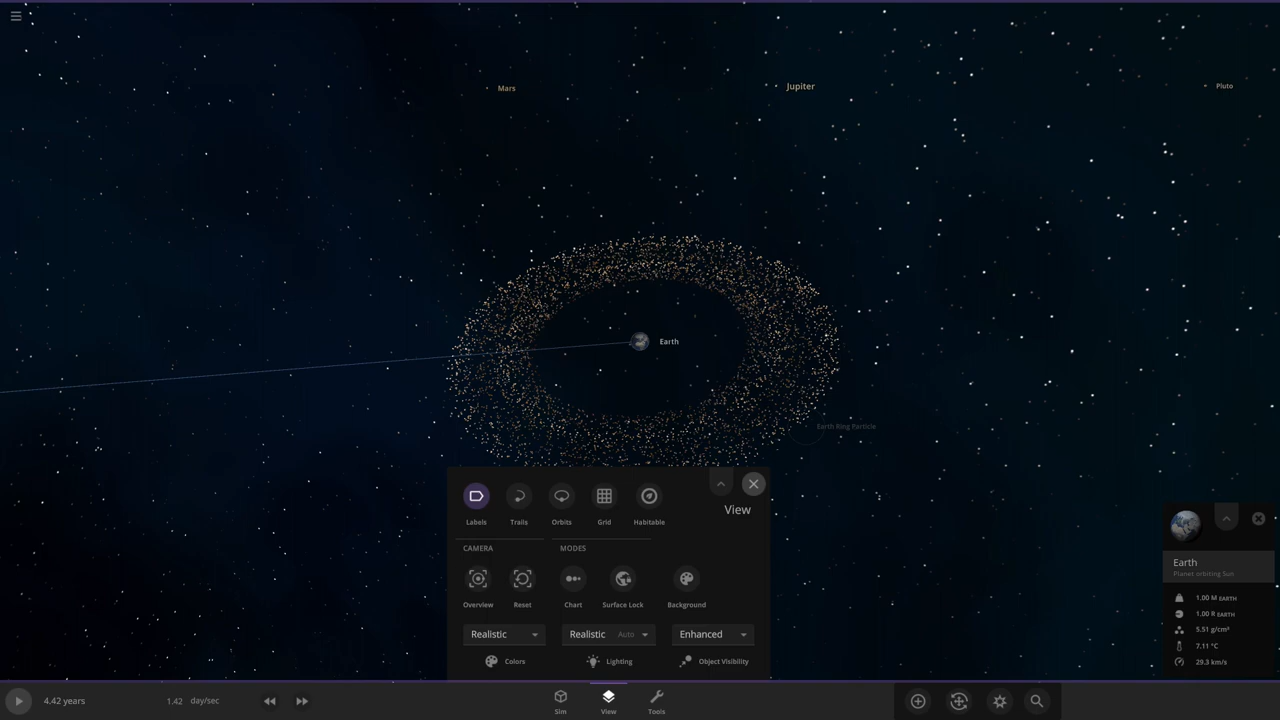 Mars
Jupiter
Pluto
Earth
Earth Ring Particle
View
Labels
Trails
Orbits
Grid
Habitable
CAMERA
MODES
Overview
Reset
Chart
Surface Lock
Background
Realistic
Realistic Auto
Enhanced
Colors
Lighting
Object Visibility
Earth
Planet orbiting Sun
1.00 M EARTH
1.00 R EARTH
5.51 g/cm³
7.11 °C
29.3 km/s
4.42 years
1.42 day/sec
Sim
View
Tools